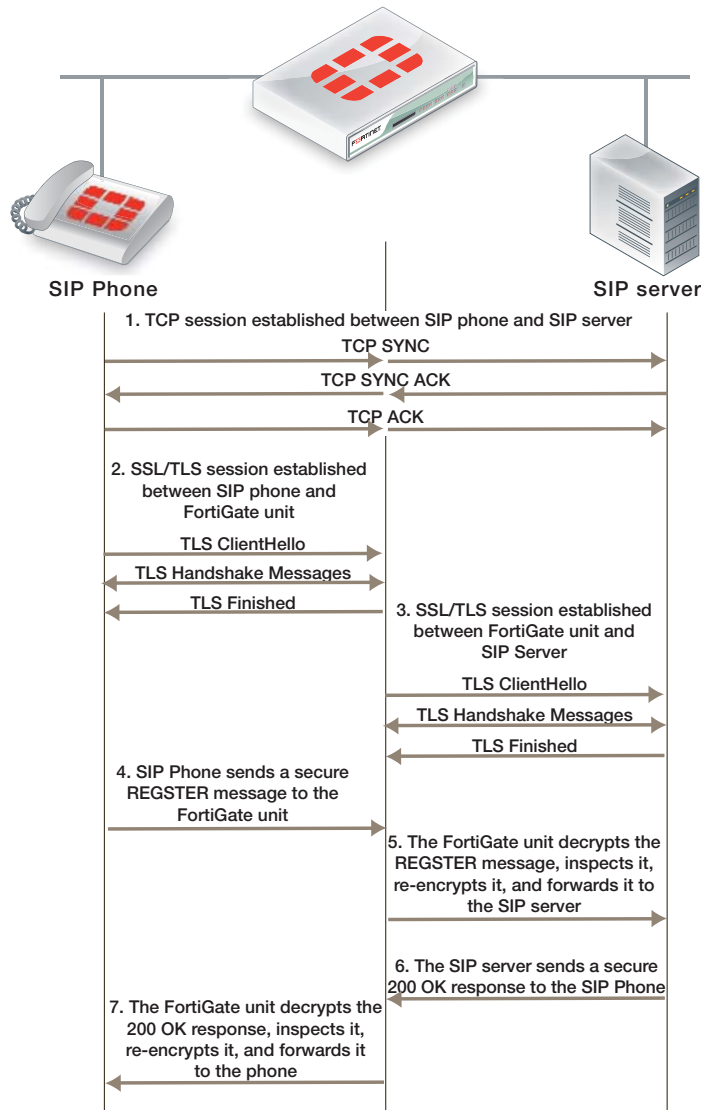 FORTINET
SIP Phone
SIP server
1. TCP session established between SIP phone and SIP server
TCP SYNC
TCP SYNC ACK
TCP ACK
2. SSL/TLS session established
between SIP phone and
FortiGate unit
TLS ClientHello
TLS Handshake Messages
TLS Finished
3. SSL/TLS session established
between FortiGate unit and
SIP Server
TLS ClientHello
TLS Handshake Messages
TLS Finished
4. SIP Phone sends a secure
REGSTER message to the
FortiGate unit
5. The FortiGate unit decrypts the
REGSTER message, inspects it,
re-encrypts it, and forwards it to
the SIP server
6. The SIP server sends a secure
200 OK response to the SIP Phone
7. The FortiGate unit decrypts the
200 OK response, inspects it,
re-encrypts it, and forwards it
to the phone